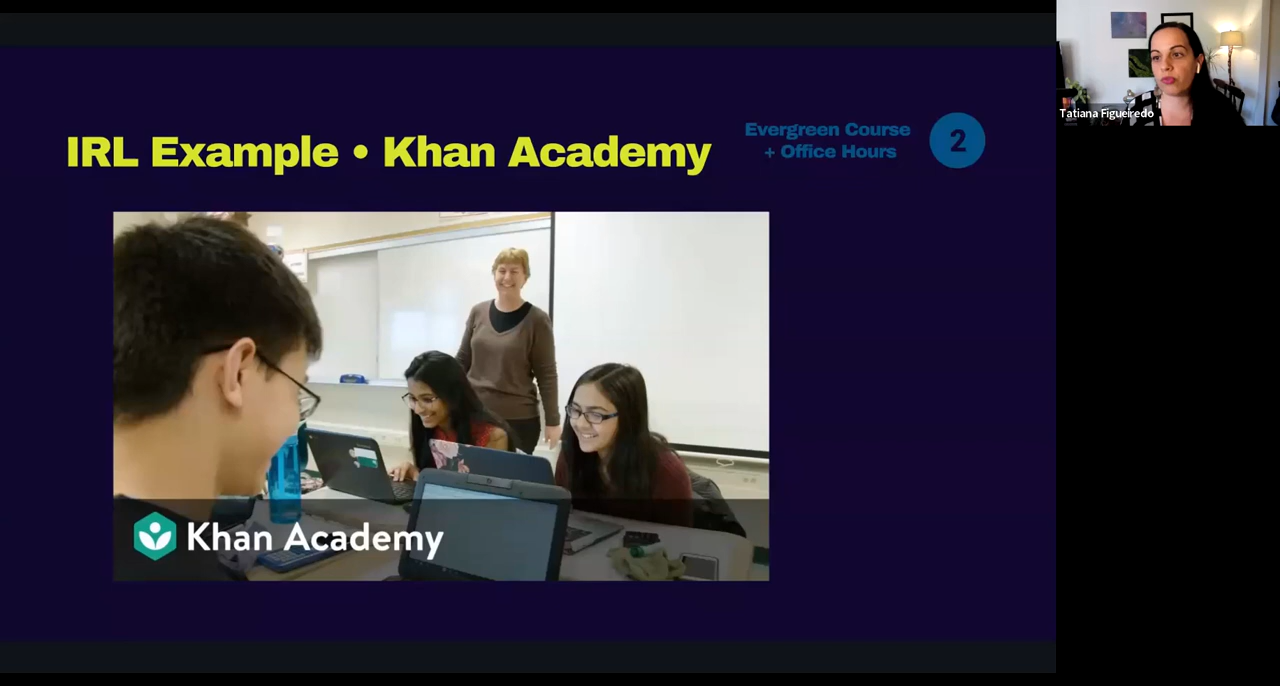 IRL Example • Khan Academy
Evergreen Course
+ Office Hours
2
Khan Academy
Tatiana Figueiredo